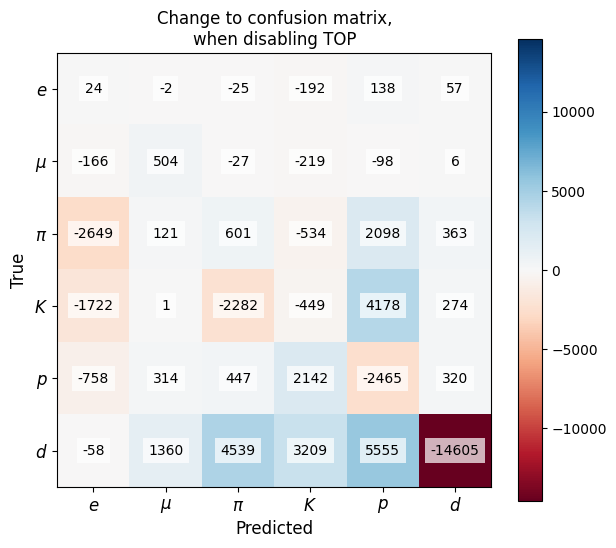 Change to confusion matrix,
when disabling TOP
e 24 -2 -25 -192 138 57
μ -166 504 -27 -219 -98 6
π -2649 121 601 -534 2098 363
K -1722 1 -2282 -449 4178 274
p -758 314 447 2142 -2465 320
d -58 1360 4539 3209 5555 -14605
e μ π K p d
True
Predicted
10000
5000
0
−5000
−10000